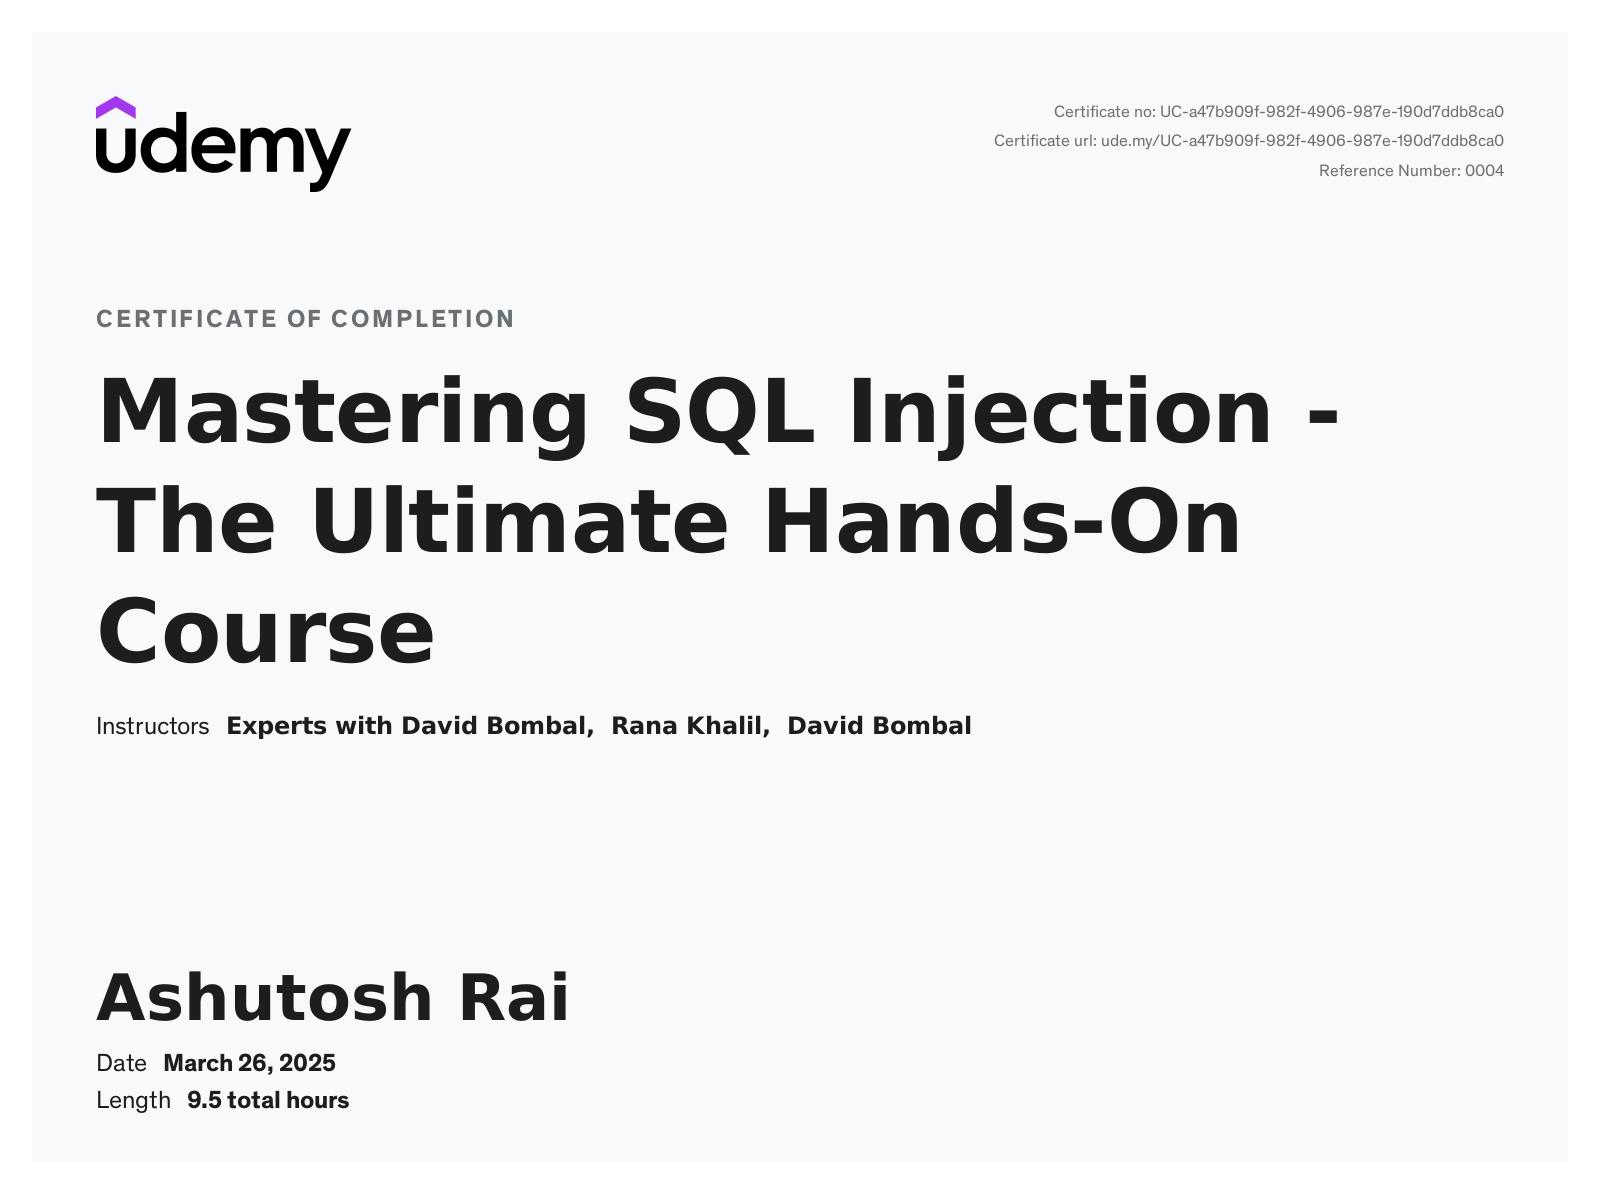 udemy
Certificate no: UC-a47b909f-982f-4906-987e-190d7ddb8ca0
Certificate url: ude.my/UC-a47b909f-982f-4906-987e-190d7ddb8ca0
Reference Number: 0004
CERTIFICATE OF COMPLETION
Mastering SQL Injection -
The Ultimate Hands-On
Course
Instructors Experts with David Bombal, Rana Khalil, David Bombal
Ashutosh Rai
Date March 26, 2025
Length 9.5 total hours